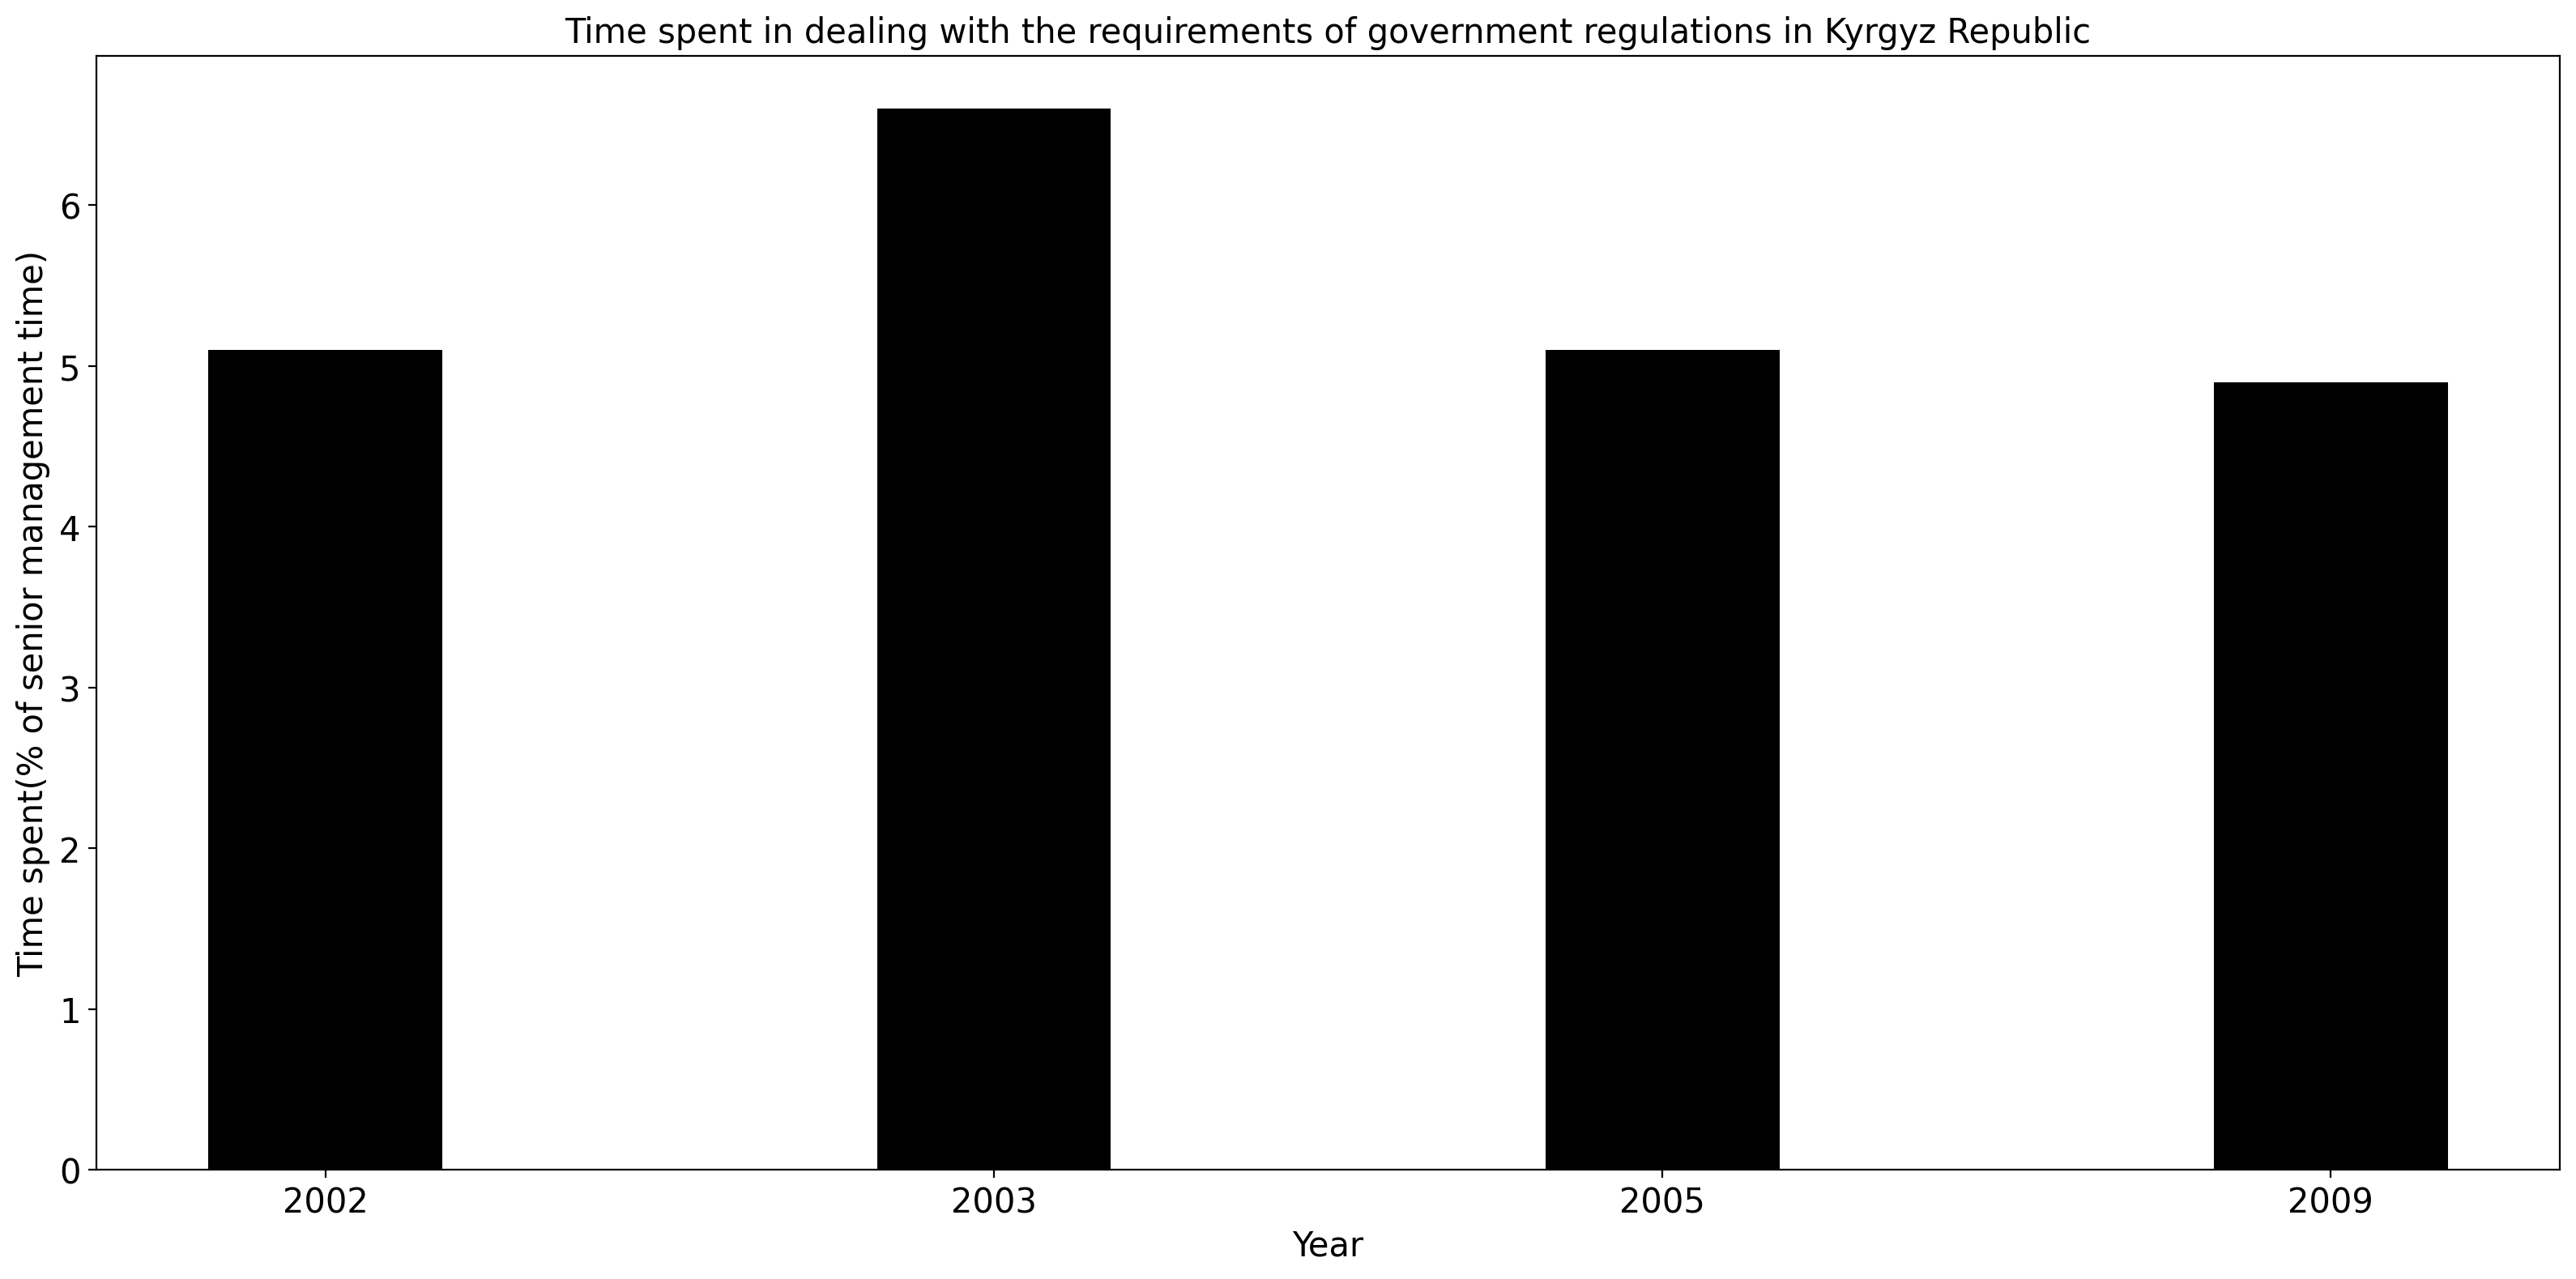 Time spent in dealing with the requirements of government regulations in Kyrgyz Republic
Time spent(% of senior management time)
6
5
4
3
2
1
0
2002 2003 2005 2009
Year